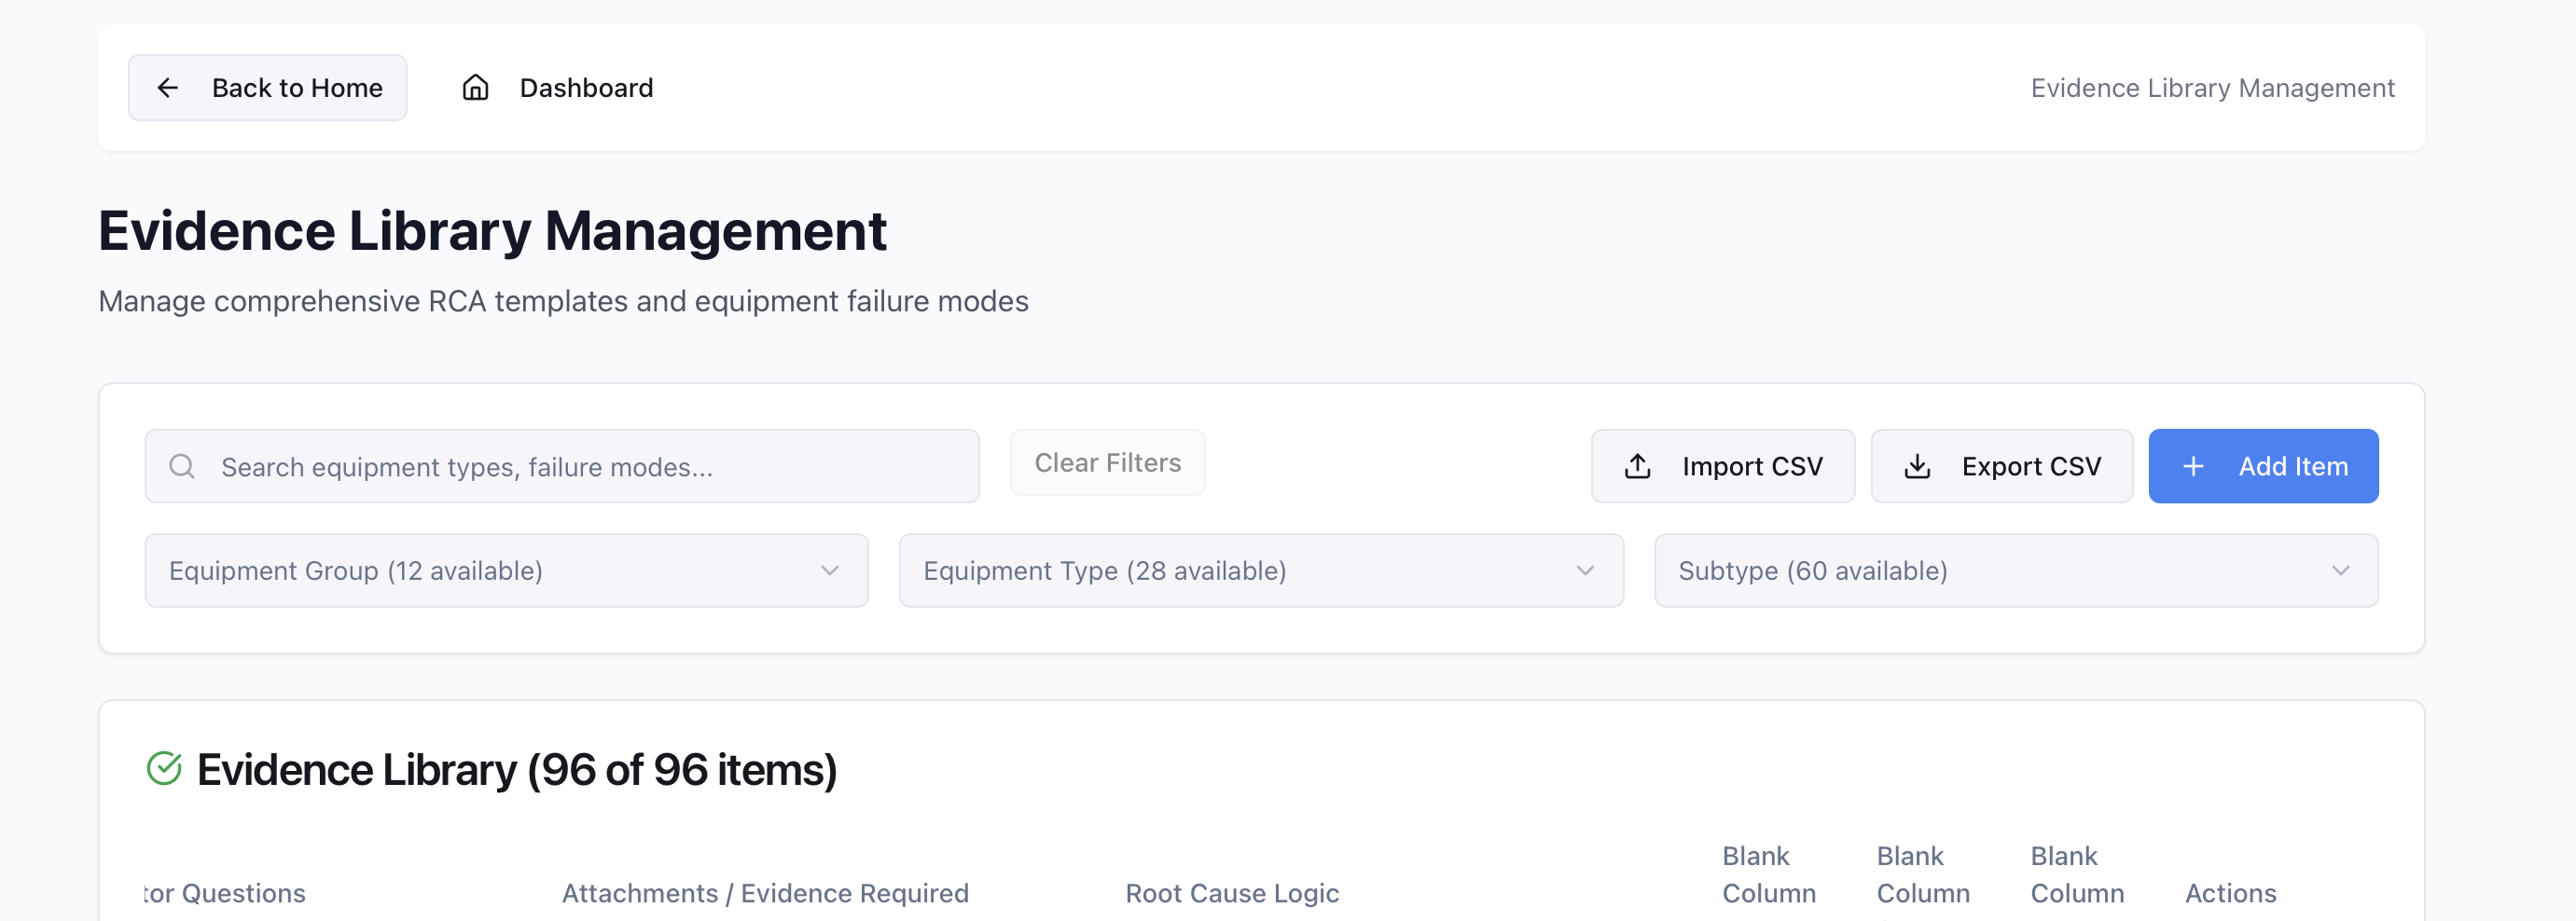 Back to Home
Dashboard
Evidence Library Management
Evidence Library Management
Manage comprehensive RCA templates and equipment failure modes
Search equipment types, failure modes...
Clear Filters
Import CSV
Export CSV
Add Item
Equipment Group (12 available)
Equipment Type (28 available)
Subtype (60 available)
Evidence Library (96 of 96 items)
tor Questions
Attachments / Evidence Required
Root Cause Logic
Blank
Column
Blank
Column
Blank
Column
Actions